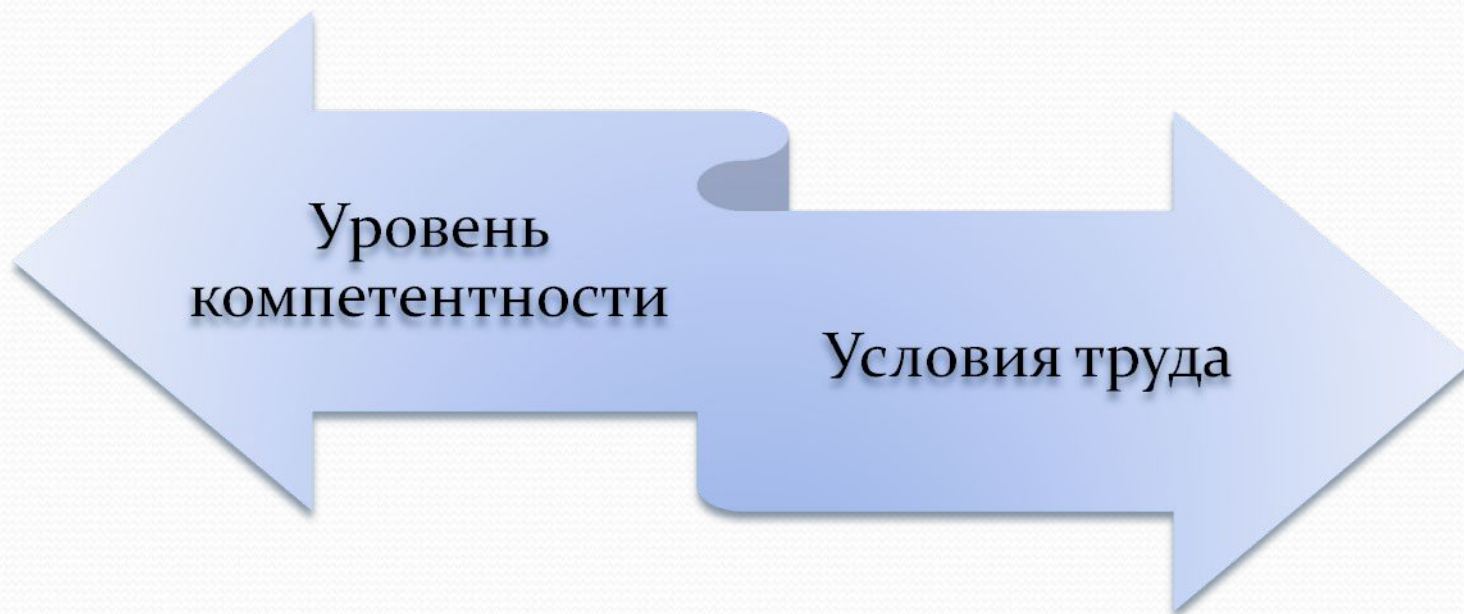 Уровень
компетентности
Условия труда